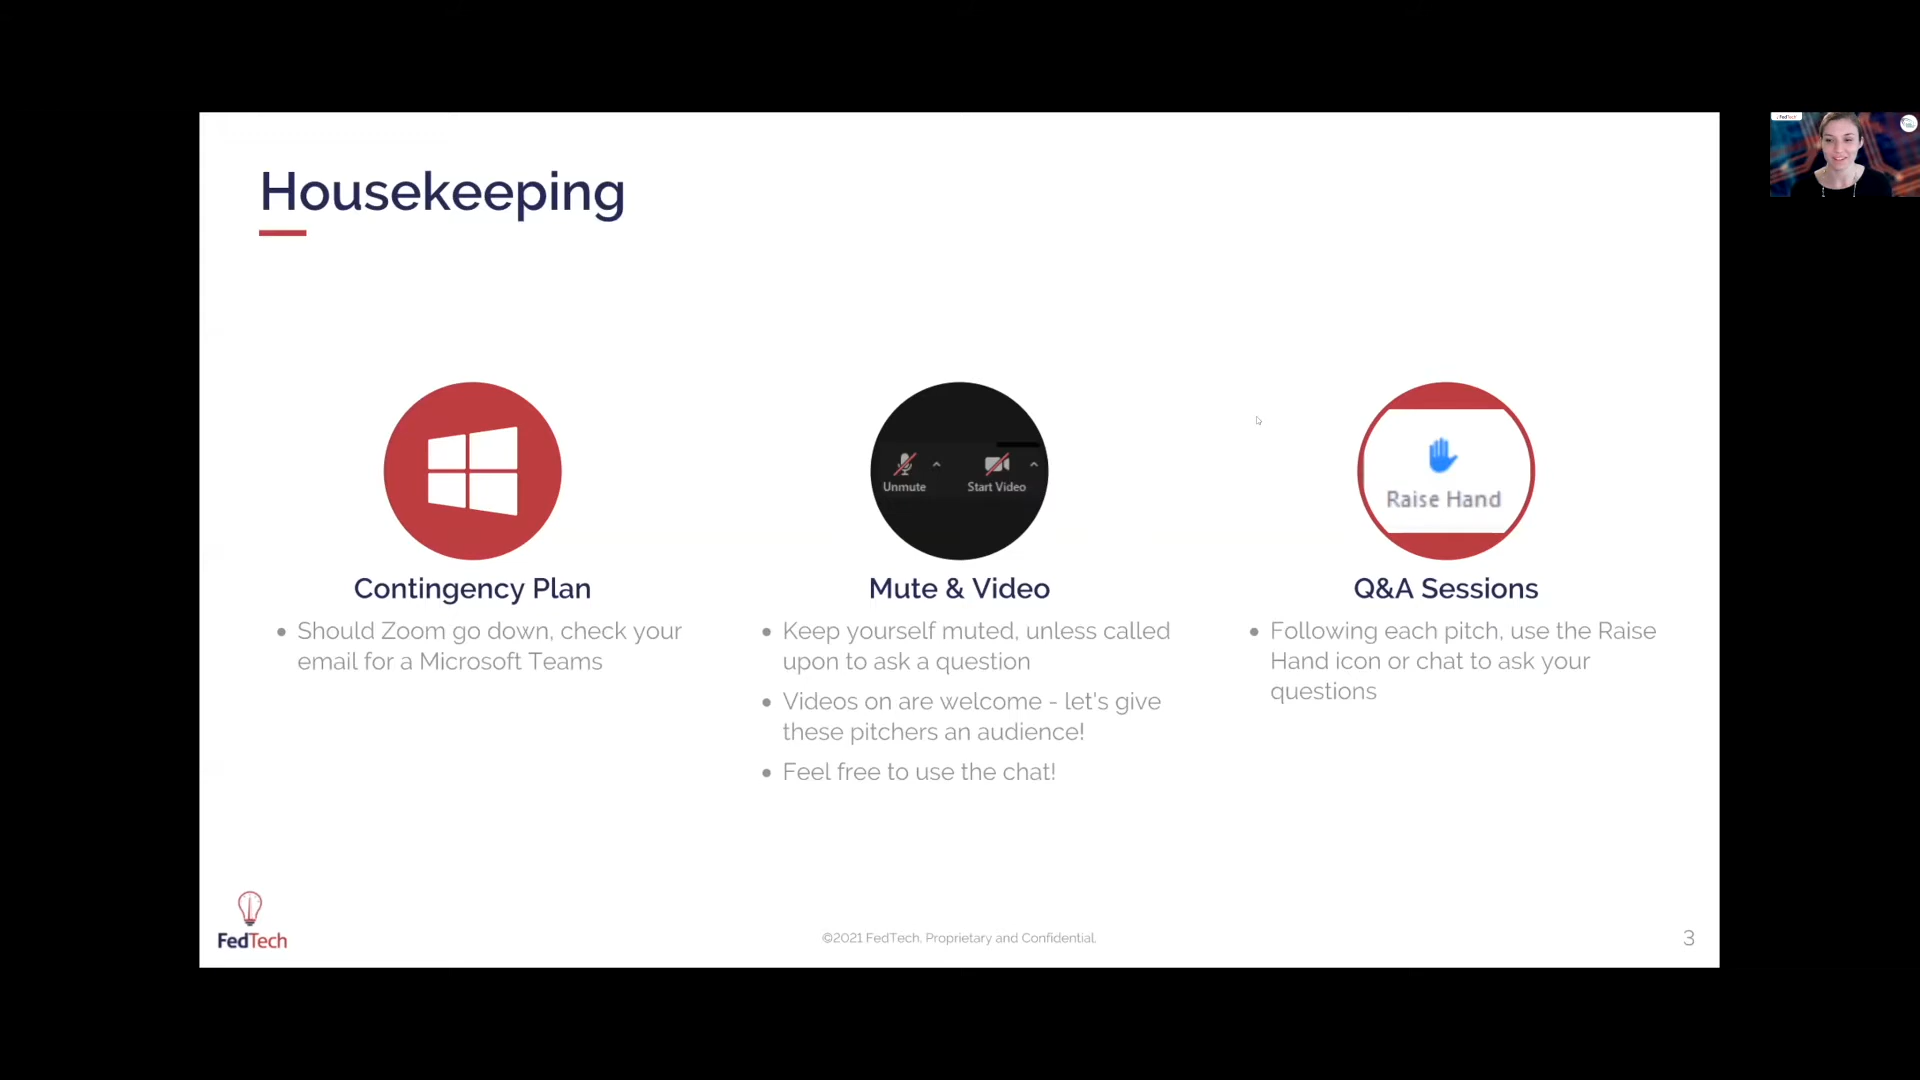 Housekeeping
Unmute
Start Video
Raise Hand
Contingency Plan
Should Zoom go down, check your
email for a Microsoft Teams
Mute & Video
Keep yourself muted, unless called
upon to ask a question
Videos on are welcome - let's give
these pitchers an audience!
Feel free to use the chat!
Q&A Sessions
Following each pitch, use the Raise
Hand icon or chat to ask your
questions
FedTech
©2021 FedTech. Proprietary and Confidential.
3
FedTech